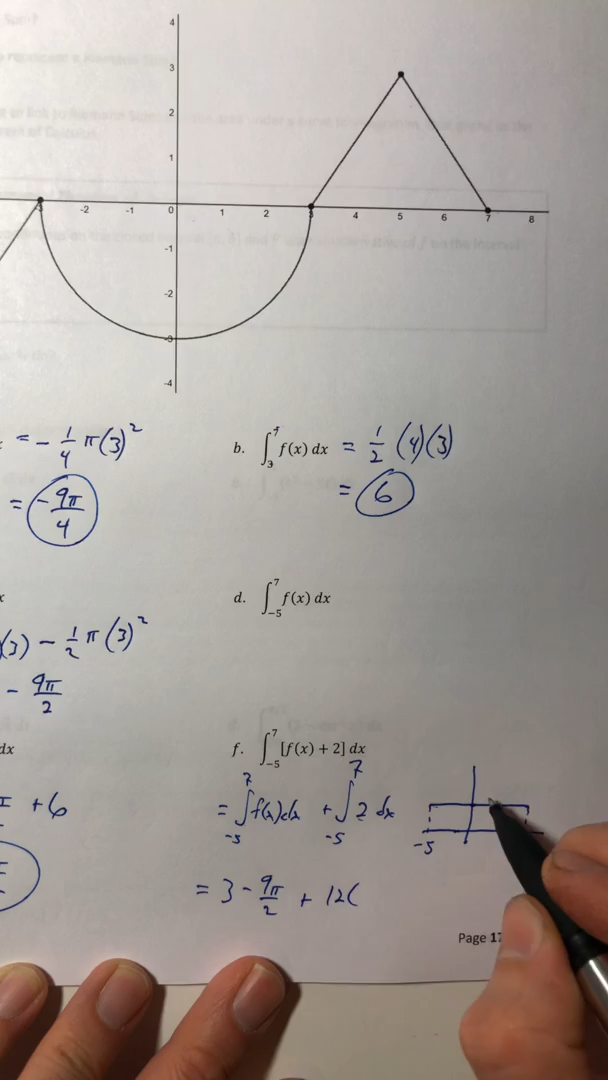 4
3
2
1
-2 -1 0 1 2 3 4 5 6 7 8
-1
-2
-3
-4
= - 1/4 π(3)²
= -9π/4
b. ∫₃⁷ f(x) dx = 1/2 (4)(3)
= 6
d. ∫₋₅⁷ f(x) dx
(3) - 1/2 π(3)²
- 9π/2
dx
+6
f. ∫₋₅⁷ [f(x) + 2] dx
= ∫₋₅⁷ f(x)dx + ∫₋₅⁷ 2 dx
-5
= 3 - 9π/2 + 12(
Page 17